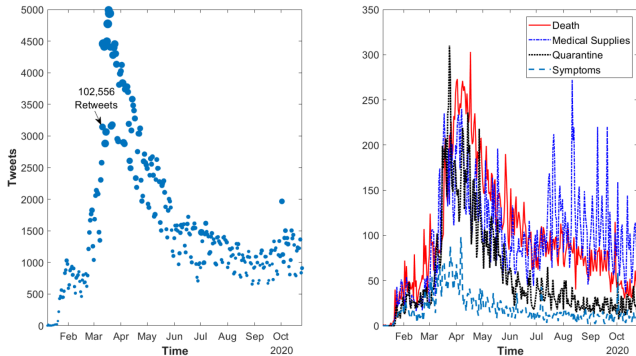 5000
4500
4000
3500
3000
2500
2000
1500
1000
500
0
Tweets
102,556
Retweets
Feb Mar Apr May Jun Jul Aug Sep Oct
Time
2020
350
300
250
200
150
100
50
0
Death
Medical Supplies
Quarantine
Symptoms
Feb Mar Apr May Jun Jul Aug Sep Oct
Time
2020